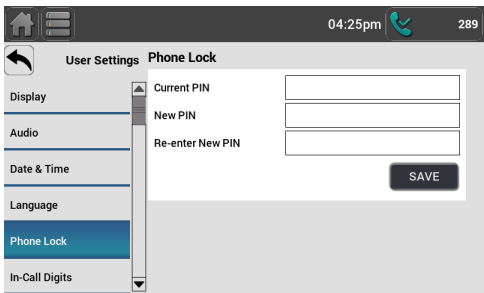 04:25pm 289
User Settings
Phone Lock
Display
Audio
Date & Time
Language
Phone Lock
In-Call Digits
Current PIN
New PIN
Re-enter New PIN
SAVE